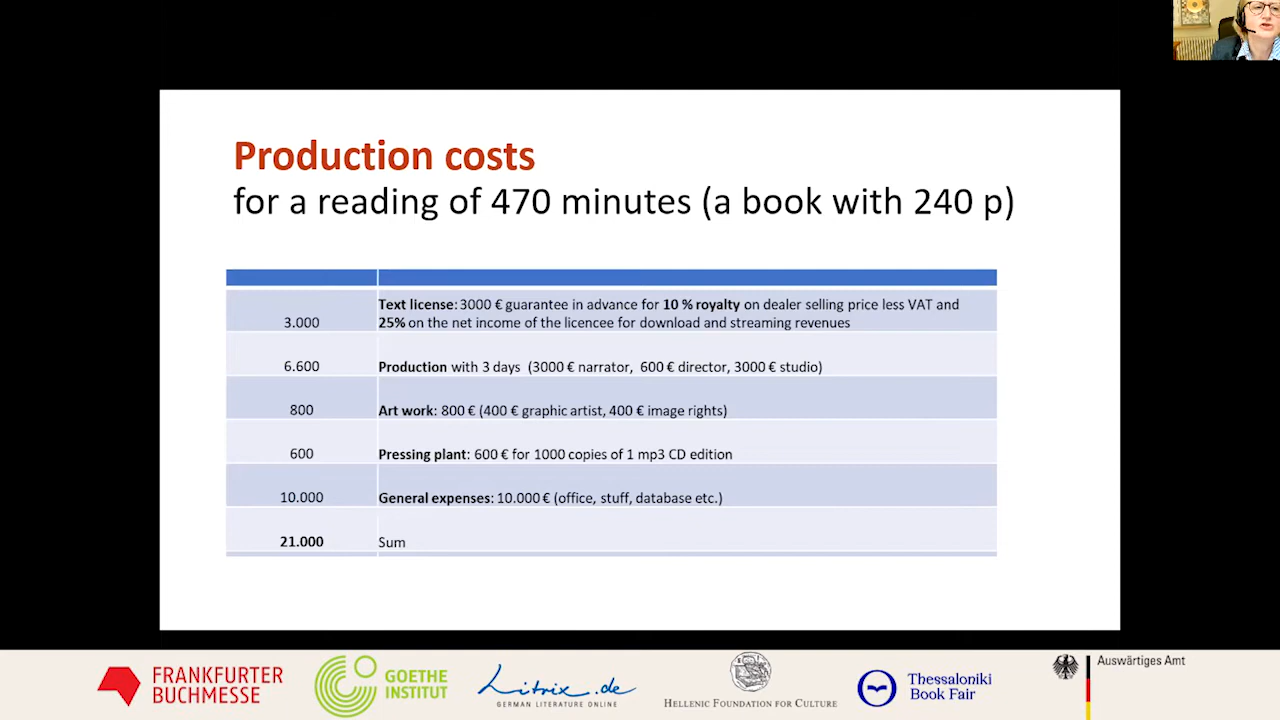 Production costs
for a reading of 470 minutes (a book with 240 p)
3.000
Text license: 3000 € guarantee in advance for 10 % royalty on dealer selling price less VAT and
25% on the net income of the licencee for download and streaming revenues
6.600
Production with 3 days (3000 € narrator, 600 € director, 3000 € studio)
800
Art work: 800 € (400 € graphic artist, 400 € image rights)
600
Pressing plant: 600 € for 1000 copies of 1 mp3 CD edition
10.000
General expenses: 10.000 € (office, stuff, database etc.)
21.000
Sum
FRANKFURTER
BUCHMESSE
GOETHE
INSTITUT
Litrix.de
GERMAN LITERATURE ONLINE
HELLENIC FOUNDATION FOR CULTURE
Thessaloniki
Book Fair
Auswärtiges Amt